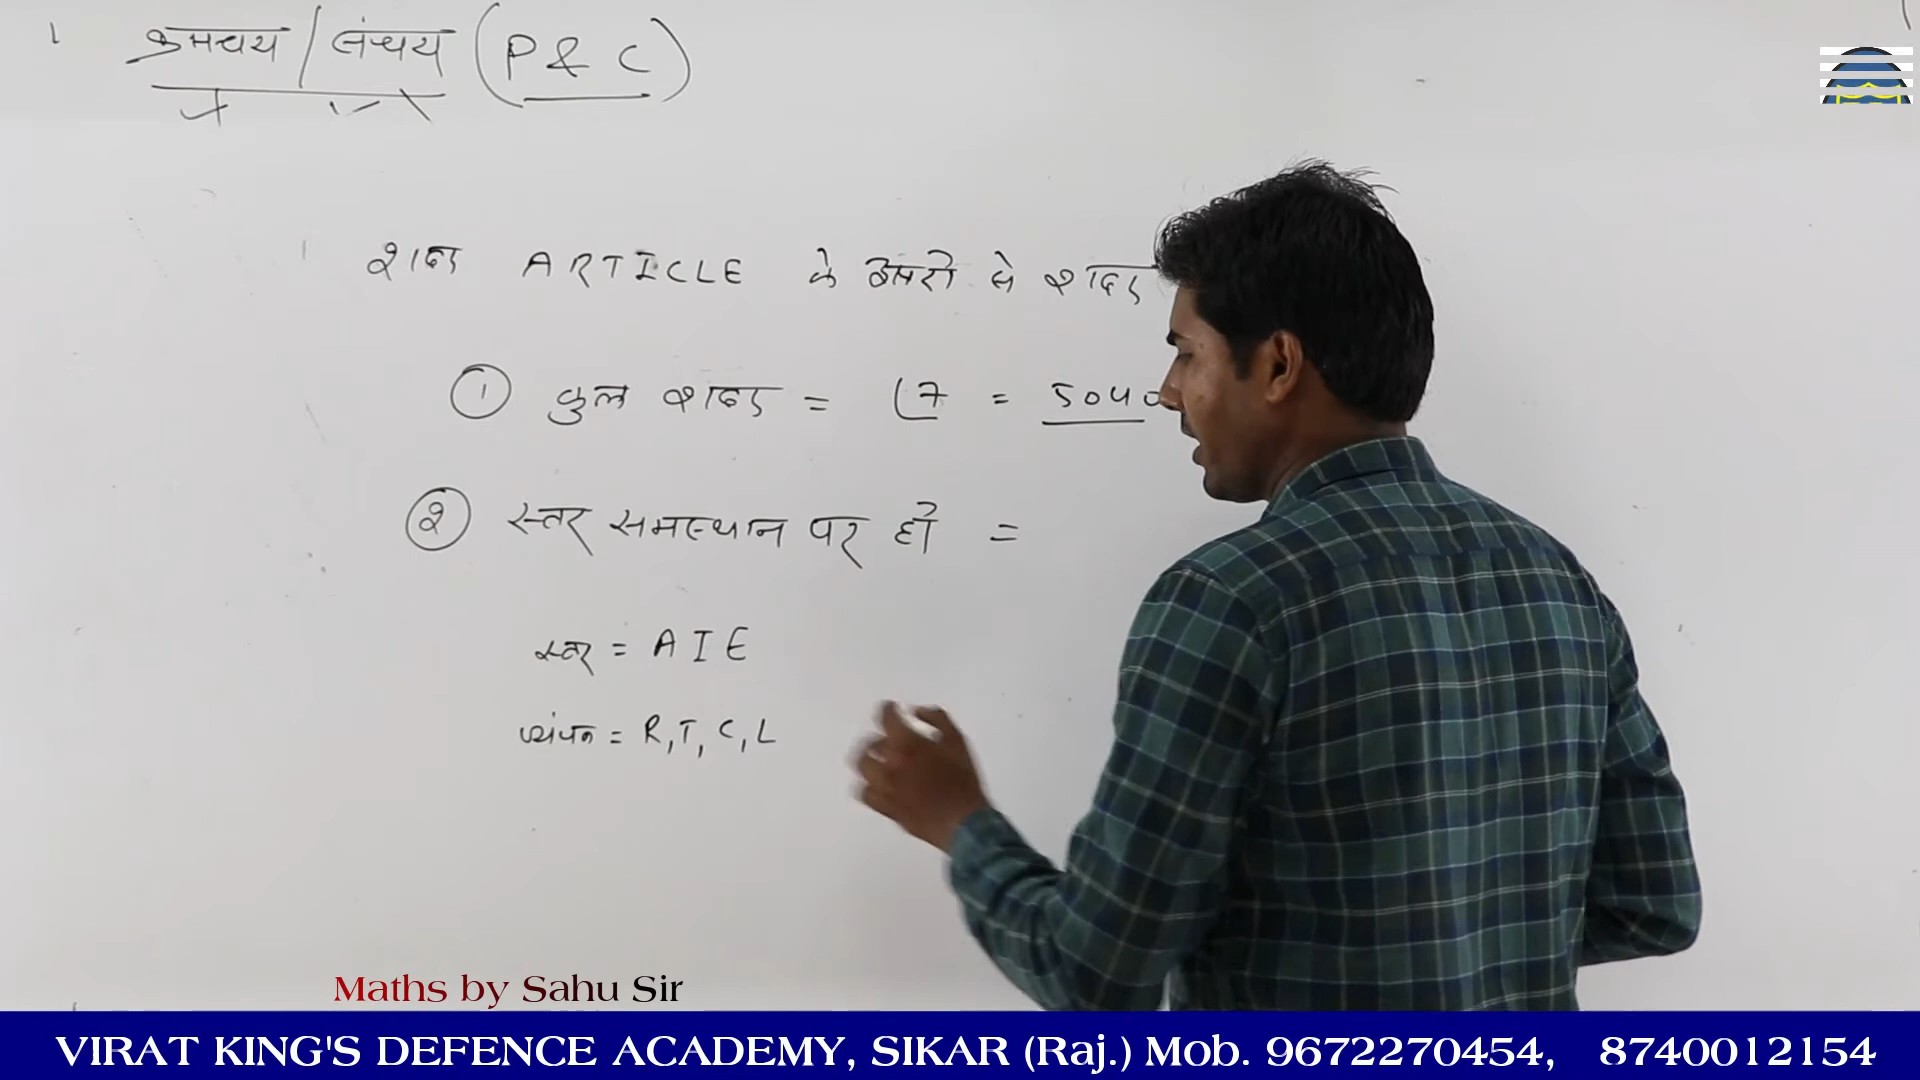 क्रमचय / संचय (P & C)
शब्द ARTICLE के अक्षरो से शब्द
① कुल शब्द = ⌊7 = 5040
② स्वर समस्थान पर हो =
स्वर = A I E
व्यंजन = R, T, C, L
Maths by Sahu Sir
VIRAT KING'S DEFENCE ACADEMY, SIKAR (Raj.) Mob. 9672270454, 8740012154